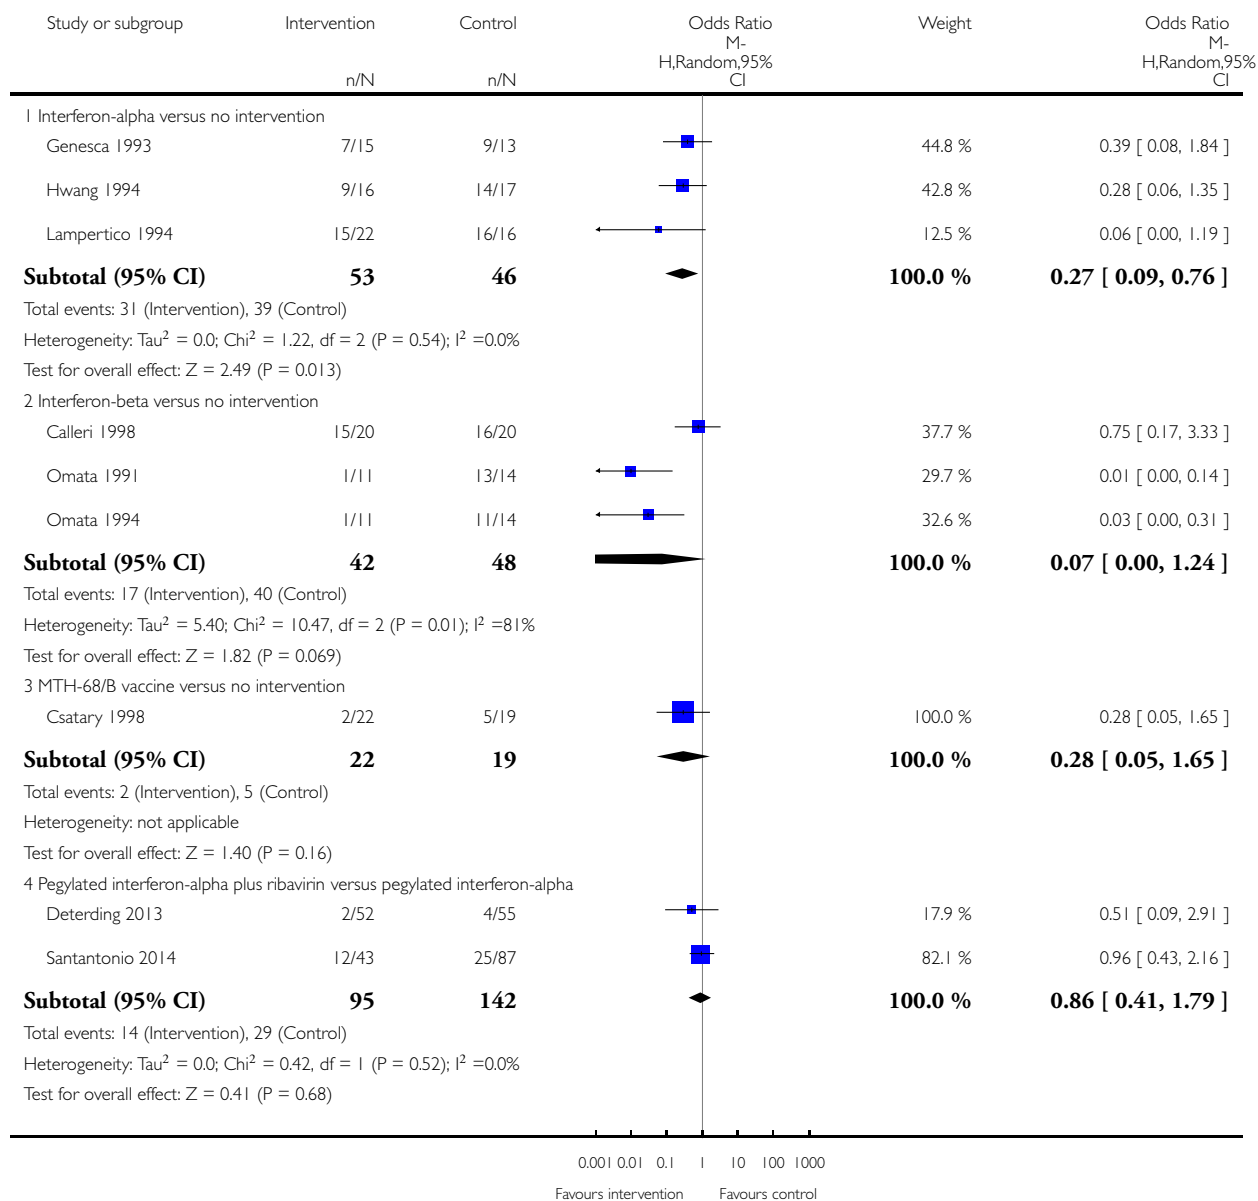 Study or subgroup Intervention Control Odds Ratio Weight Odds Ratio
M- M-
H,Random,95% H,Random,95%
n/N n/N CI CI
1 Interferon-alpha versus no intervention
Genesca 1993 7/15 9/13 44.8 % 0.39 [ 0.08, 1.84 ]
Hwang 1994 9/16 14/17 42.8 % 0.28 [ 0.06, 1.35 ]
Lampertico 1994 15/22 16/16 12.5 % 0.06 [ 0.00, 1.19 ]
Subtotal (95% CI) 53 46 100.0 % 0.27 [ 0.09, 0.76 ]
Total events: 31 (Intervention), 39 (Control)
Heterogeneity: Tau² = 0.0; Chi² = 1.22, df = 2 (P = 0.54); I² =0.0%
Test for overall effect: Z = 2.49 (P = 0.013)
2 Interferon-beta versus no intervention
Calleri 1998 15/20 16/20 37.7 % 0.75 [ 0.17, 3.33 ]
Omata 1991 1/11 13/14 29.7 % 0.01 [ 0.00, 0.14 ]
Omata 1994 1/11 11/14 32.6 % 0.03 [ 0.00, 0.31 ]
Subtotal (95% CI) 42 48 100.0 % 0.07 [ 0.00, 1.24 ]
Total events: 17 (Intervention), 40 (Control)
Heterogeneity: Tau² = 5.40; Chi² = 10.47, df = 2 (P = 0.01); I² =81%
Test for overall effect: Z = 1.82 (P = 0.069)
3 MTH-68/B vaccine versus no intervention
Csatary 1998 2/22 5/19 100.0 % 0.28 [ 0.05, 1.65 ]
Subtotal (95% CI) 22 19 100.0 % 0.28 [ 0.05, 1.65 ]
Total events: 2 (Intervention), 5 (Control)
Heterogeneity: not applicable
Test for overall effect: Z = 1.40 (P = 0.16)
4 Pegylated interferon-alpha plus ribavirin versus pegylated interferon-alpha
Deterding 2013 2/52 4/55 17.9 % 0.51 [ 0.09, 2.91 ]
Santantonio 2014 12/43 25/87 82.1 % 0.96 [ 0.43, 2.16 ]
Subtotal (95% CI) 95 142 100.0 % 0.86 [ 0.41, 1.79 ]
Total events: 14 (Intervention), 29 (Control)
Heterogeneity: Tau² = 0.0; Chi² = 0.42, df = 1 (P = 0.52); I² =0.0%
Test for overall effect: Z = 0.41 (P = 0.68)
0.001 0.01 0.1 1 10 100 1000
Favours intervention Favours control